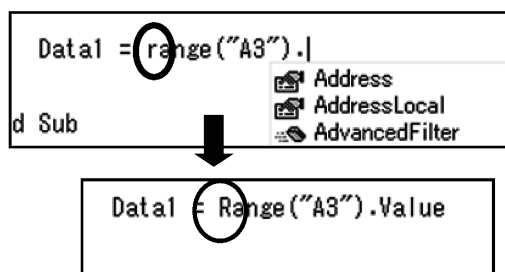 Data1 = range("A3").
Address
AddressLocal
AdvancedFilter
d Sub
Data1 = Range("A3").Value